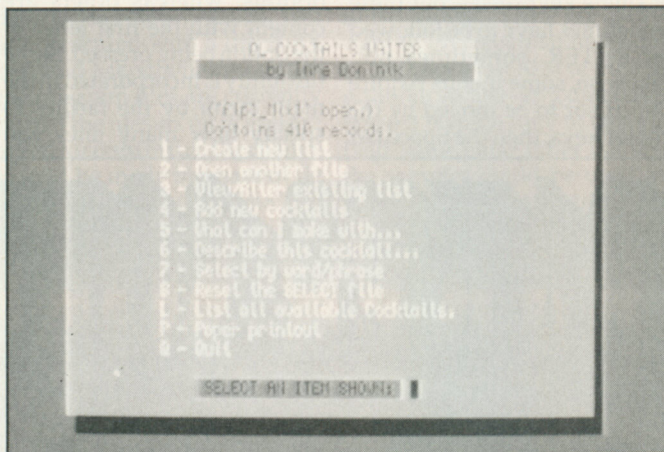 QL COCKTAILS WAITER
by Imre Dominik
('flp1_Mix1' open.)
Contains 410 records.
1 - Create new list
2 - Open another file
3 - View/Alter existing list
4 - Add new cocktails
5 - What can I make with...
6 - Describe this cocktail...
7 - Select by word/phrase
8 - Reset the SELECT file
L - List all available Cocktails.
P - Paper printout
Q - Quit
SELECT AN ITEM SHOWN: